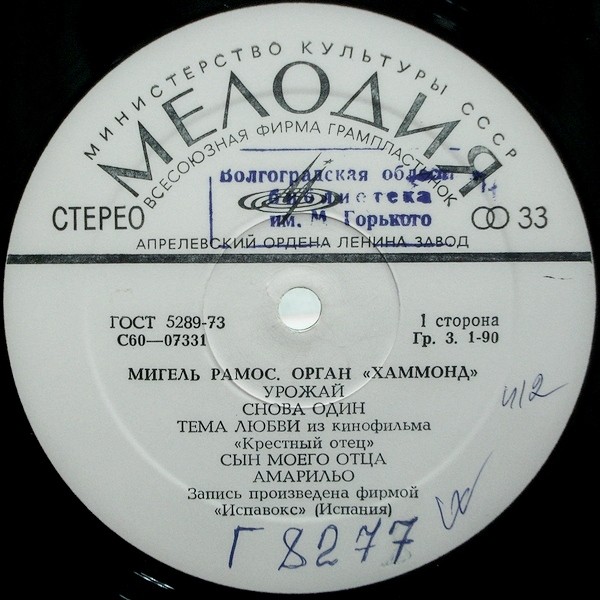 МИНИСТЕРСТВО КУЛЬТУРЫ СССР
МЕЛОДИЯ
ВСЕСОЮЗНАЯ ФИРМА ГРАМПЛАСТИНОК
Волгоградская
библиотека
им. М Горького
СТЕРЕО
33
АПРЕЛЕВСКИЙ ОРДЕНА ЛЕНИНА ЗАВОД
ГОСТ 5289-73
1 сторона
С60—07331
Гр. 3. 1-90
МИГЕЛЬ РАМОС. ОРГАН «ХАММОНД»
УРОЖАЙ
СНОВА ОДИН
ТЕМА ЛЮБВИ из кинофильма
«Крестный отец»
СЫН МОЕГО ОТЦА
АМАРИЛЬО
Запись произведена фирмой
«Испавокс» (Испания)
Г 8277